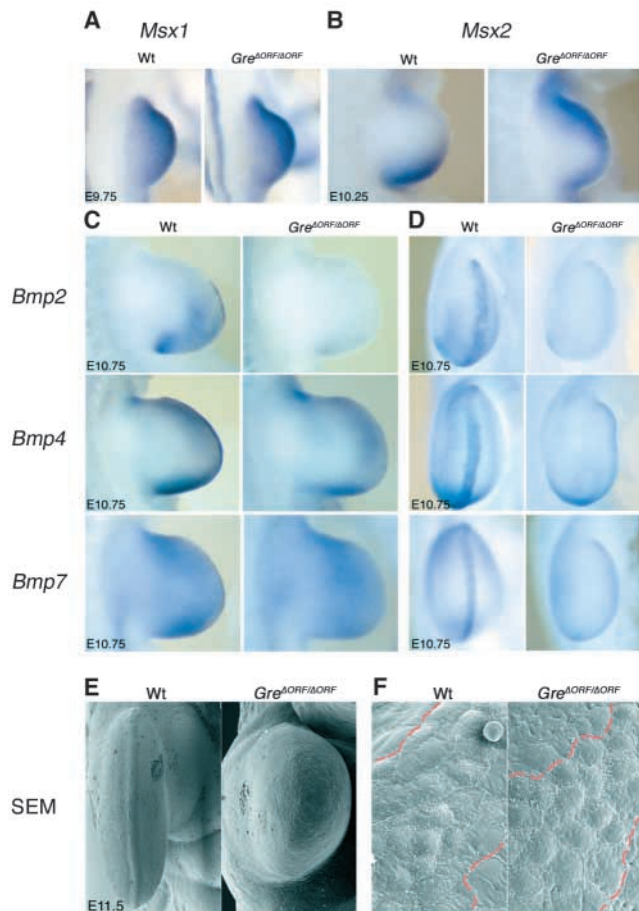 A Msx1 B Msx2
Wt Gre^ΔORF/ΔORF Wt Gre^ΔORF/ΔORF
E9.75 E10.25
C Wt Gre^ΔORF/ΔORF D Wt Gre^ΔORF/ΔORF
Bmp2
E10.75 E10.75
Bmp4
E10.75 E10.75
Bmp7
E10.75 E10.75
E Wt Gre^ΔORF/ΔORF F Wt Gre^ΔORF/ΔORF
SEM
E11.5